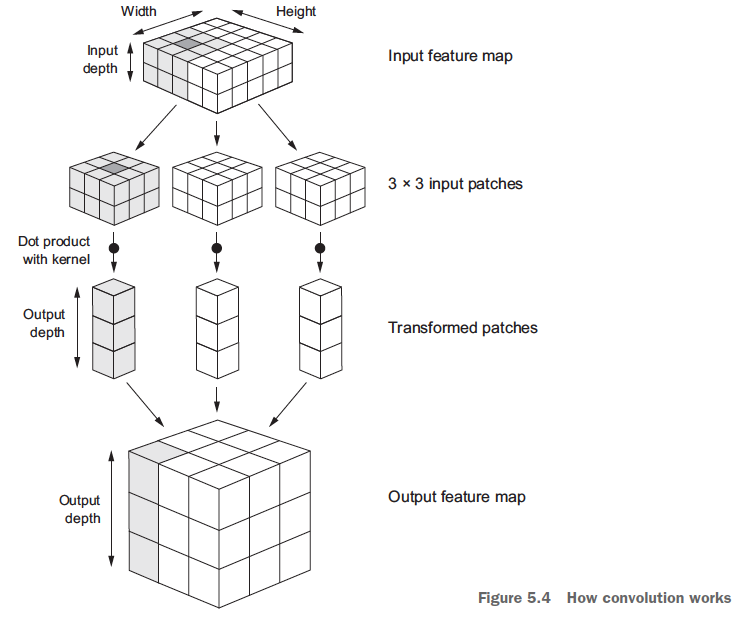 Width
Height
Input
depth
Input feature map
3 × 3 input patches
Dot product
with kernel
Output
depth
Transformed patches
Output
depth
Output feature map
Figure 5.4 How convolution works